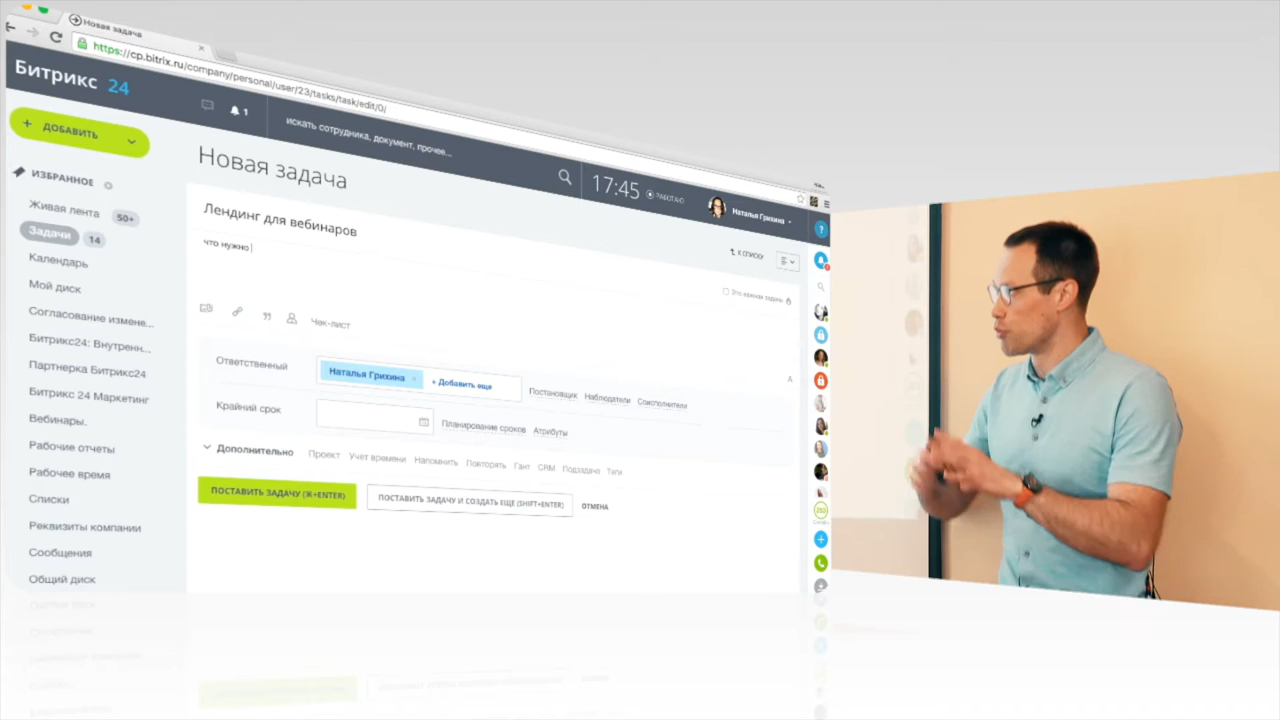 Новая задача
https://cp.bitrix.ru/company/personal/user/23/tasks/task/edit/0/
Битрикс 24
1
искать сотрудника, документ, прочее...
17:45
РАБОТАЮ
Наталья Грихина
+ ДОБАВИТЬ
ИЗБРАННОЕ
Живая лента 50+
Задачи 14
Календарь
Мой диск
Согласование измене...
Битрикс24: Внутренн...
Партнерка Битрикс24
Битрикс 24 Маркетинг
Вебинары.
Рабочие отчеты
Рабочее время
Списки
Реквизиты компании
Сообщения
Общий диск
Новая задача
К СПИСКУ
Лендинг для вебинаров
что нужно
Это важная задача
Чек-лист
Ответственный
Наталья Грихина
+ Добавить еще
Постановщик Наблюдатели Соисполнители
Крайний срок
Планирование сроков Атрибуты
Дополнительно Проект Учет времени Напомнить Повторять Гант CRM Подзадача Теги
ПОСТАВИТЬ ЗАДАЧУ (⌘+ENTER)
ПОСТАВИТЬ ЗАДАЧУ И СОЗДАТЬ ЕЩЕ (SHIFT+ENTER)
ОТМЕНА